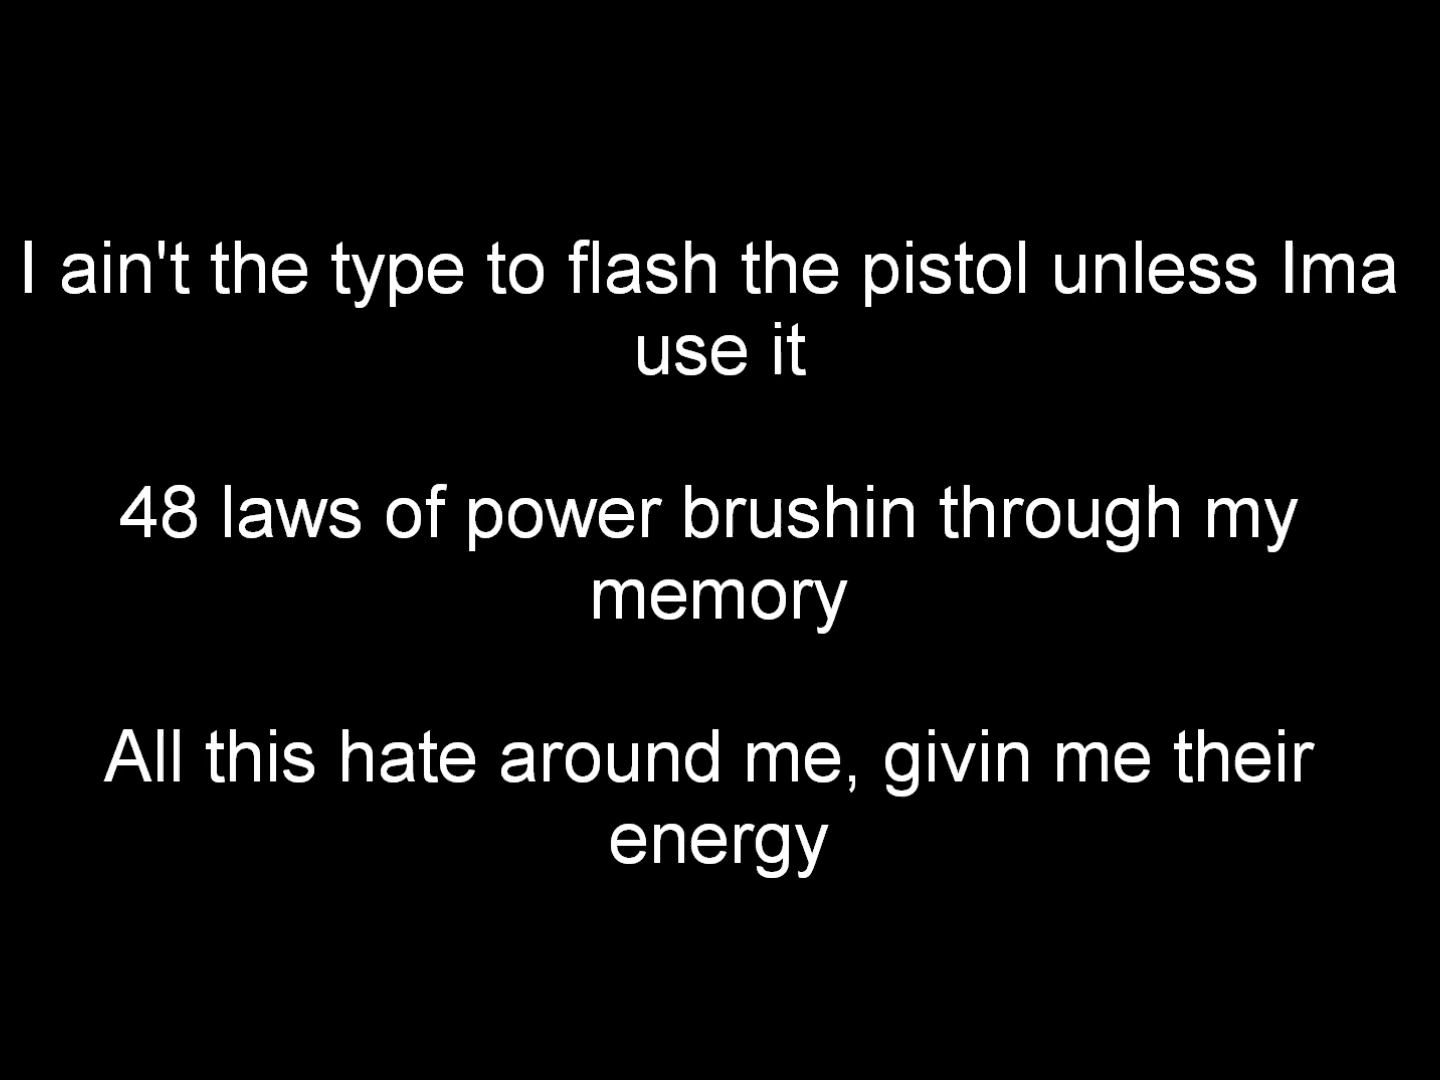 I ain't the type to flash the pistol unless Ima
use it
48 laws of power brushin through my
memory
All this hate around me, givin me their
energy